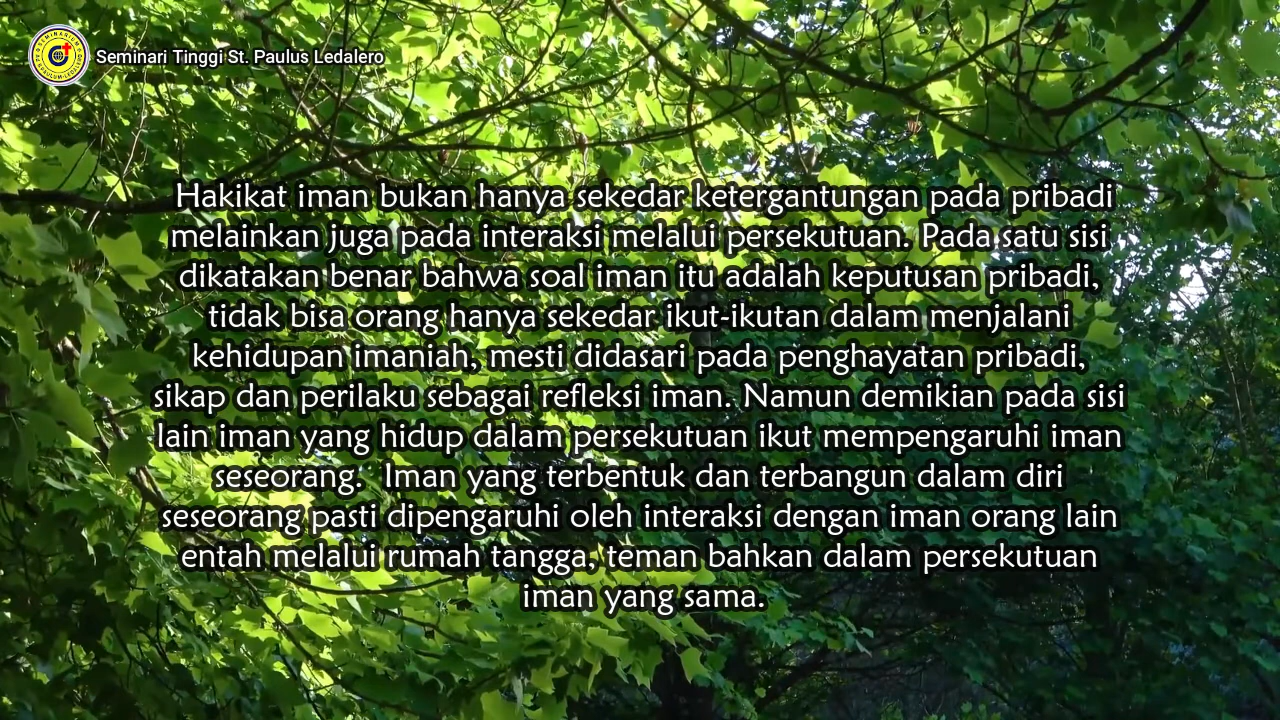 Seminari Tinggi St. Paulus Ledalero
Hakikat iman bukan hanya sekedar ketergantungan pada pribadi
melainkan juga pada interaksi melalui persekutuan. Pada satu sisi
dikatakan benar bahwa soal iman itu adalah keputusan pribadi,
tidak bisa orang hanya sekedar ikut-ikutan dalam menjalani
kehidupan imaniah, mesti didasari pada penghayatan pribadi,
sikap dan perilaku sebagai refleksi iman. Namun demikian pada sisi
lain iman yang hidup dalam persekutuan ikut mempengaruhi iman
seseorang.  Iman yang terbentuk dan terbangun dalam diri
seseorang pasti dipengaruhi oleh interaksi dengan iman orang lain
entah melalui rumah tangga, teman bahkan dalam persekutuan
iman yang sama.